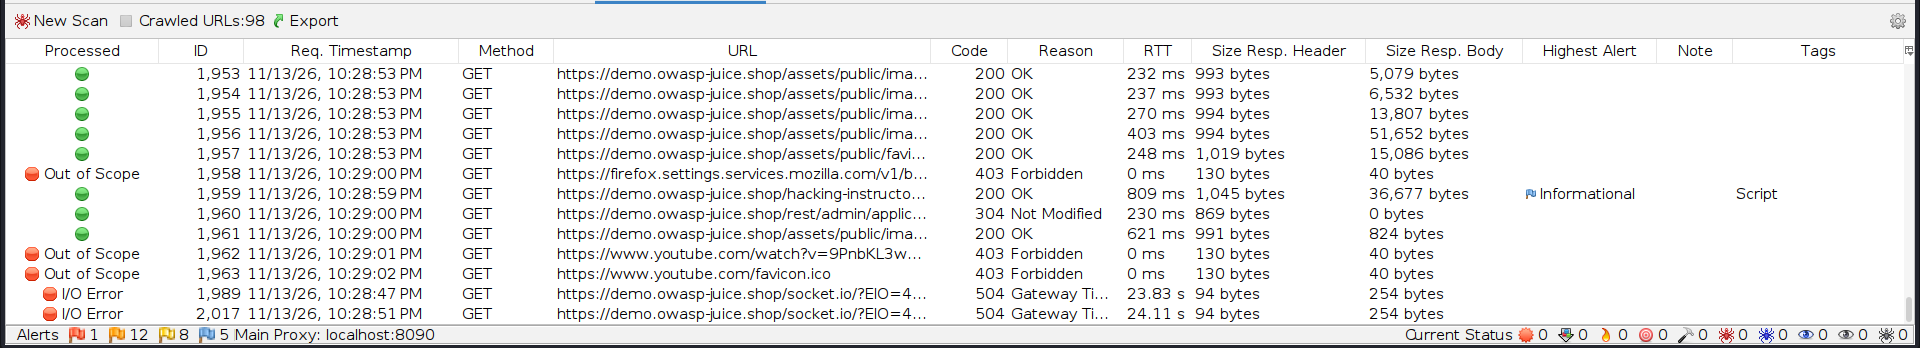 New Scan Crawled URLs:98 Export
Processed ID Req. Timestamp Method URL Code Reason RTT Size Resp. Header Size Resp. Body Highest Alert Note Tags
1,953 11/13/26, 10:28:53 PM GET https://demo.owasp-juice.shop/assets/public/ima... 200 OK 232 ms 993 bytes 5,079 bytes
1,954 11/13/26, 10:28:53 PM GET https://demo.owasp-juice.shop/assets/public/ima... 200 OK 237 ms 993 bytes 6,532 bytes
1,955 11/13/26, 10:28:53 PM GET https://demo.owasp-juice.shop/assets/public/ima... 200 OK 270 ms 994 bytes 13,807 bytes
1,956 11/13/26, 10:28:53 PM GET https://demo.owasp-juice.shop/assets/public/ima... 200 OK 403 ms 994 bytes 51,652 bytes
1,957 11/13/26, 10:28:53 PM GET https://demo.owasp-juice.shop/assets/public/favi... 200 OK 248 ms 1,019 bytes 15,086 bytes
Out of Scope 1,958 11/13/26, 10:29:00 PM GET https://firefox.settings.services.mozilla.com/v1/b... 403 Forbidden 0 ms 130 bytes 40 bytes
1,959 11/13/26, 10:28:59 PM GET https://demo.owasp-juice.shop/hacking-instructo... 200 OK 809 ms 1,045 bytes 36,677 bytes Informational Script
1,960 11/13/26, 10:29:00 PM GET https://demo.owasp-juice.shop/rest/admin/applic... 304 Not Modified 230 ms 869 bytes 0 bytes
1,961 11/13/26, 10:29:00 PM GET https://demo.owasp-juice.shop/assets/public/ima... 200 OK 621 ms 991 bytes 824 bytes
Out of Scope 1,962 11/13/26, 10:29:01 PM GET https://www.youtube.com/watch?v=9PnbKL3w... 403 Forbidden 0 ms 130 bytes 40 bytes
Out of Scope 1,963 11/13/26, 10:29:02 PM GET https://www.youtube.com/favicon.ico 403 Forbidden 0 ms 130 bytes 40 bytes
I/O Error 1,989 11/13/26, 10:28:47 PM GET https://demo.owasp-juice.shop/socket.io/?EIO=4... 504 Gateway Ti... 23.83 s 94 bytes 254 bytes
I/O Error 2,017 11/13/26, 10:28:51 PM GET https://demo.owasp-juice.shop/socket.io/?EIO=4... 504 Gateway Ti... 24.11 s 94 bytes 254 bytes
Alerts 1 12 8 5 Main Proxy: localhost:8090 Current Status 0 0 0 0 0 0 0 0 0 0